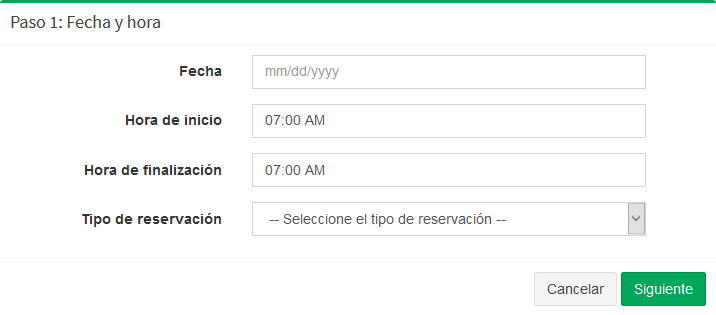 Paso 1: Fecha y hora
Fecha mm/dd/yyyy
Hora de inicio 07:00 AM
Hora de finalización 07:00 AM
Tipo de reservación -- Seleccione el tipo de reservación --
Cancelar Siguiente